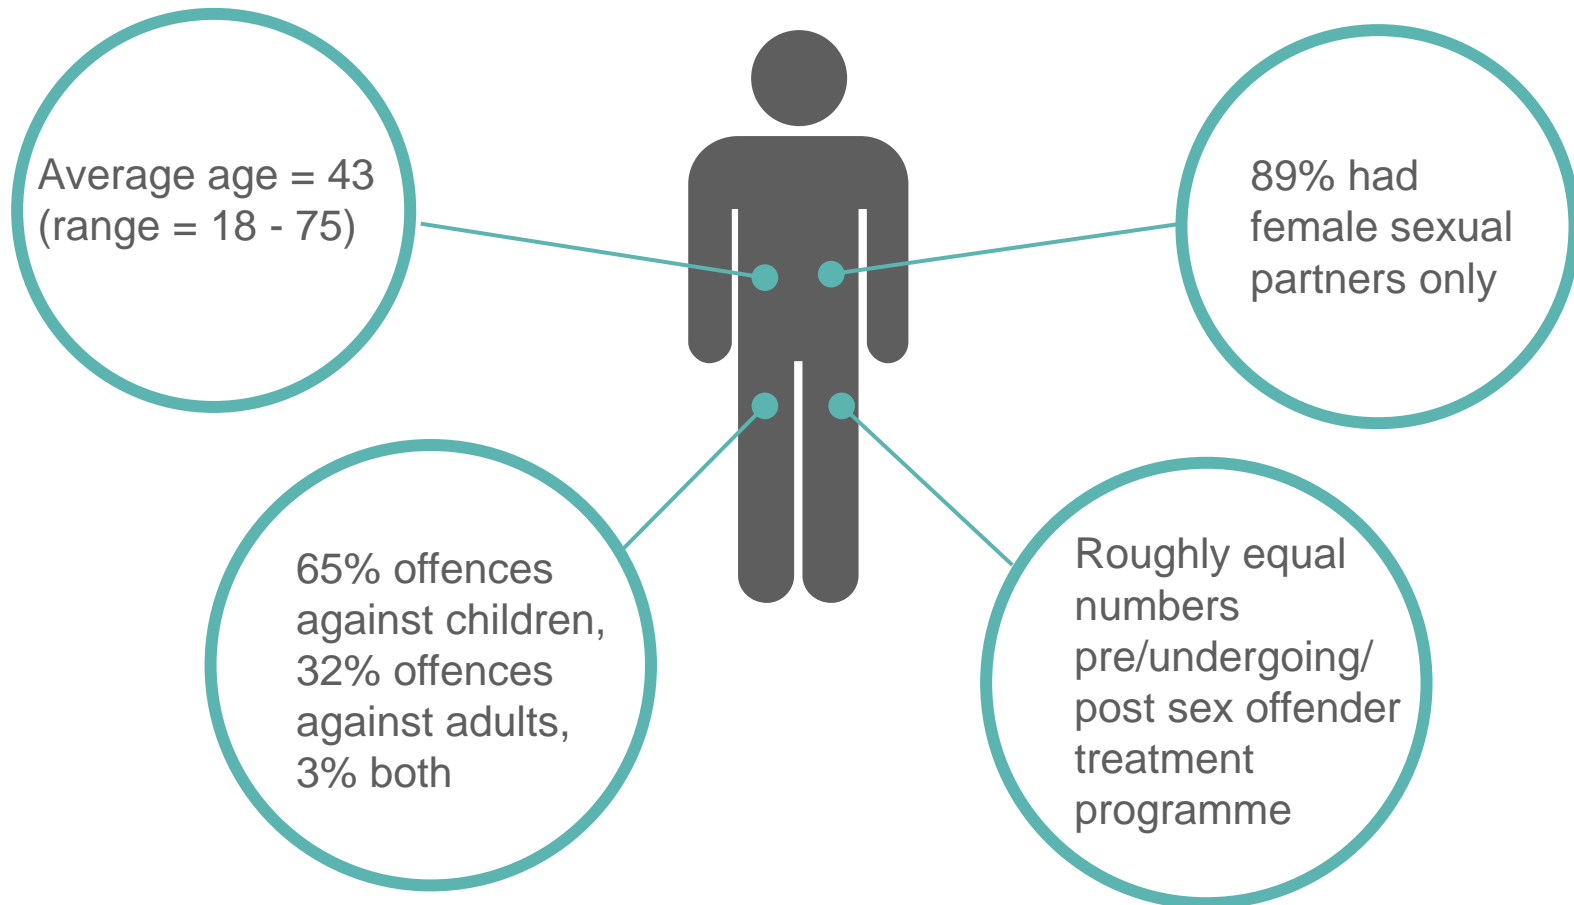 Average age = 43
(range = 18 - 75)
89% had
female sexual
partners only
65% offences
against children,
32% offences
against adults,
3% both
Roughly equal
numbers
pre/undergoing/
post sex offender
treatment
programme